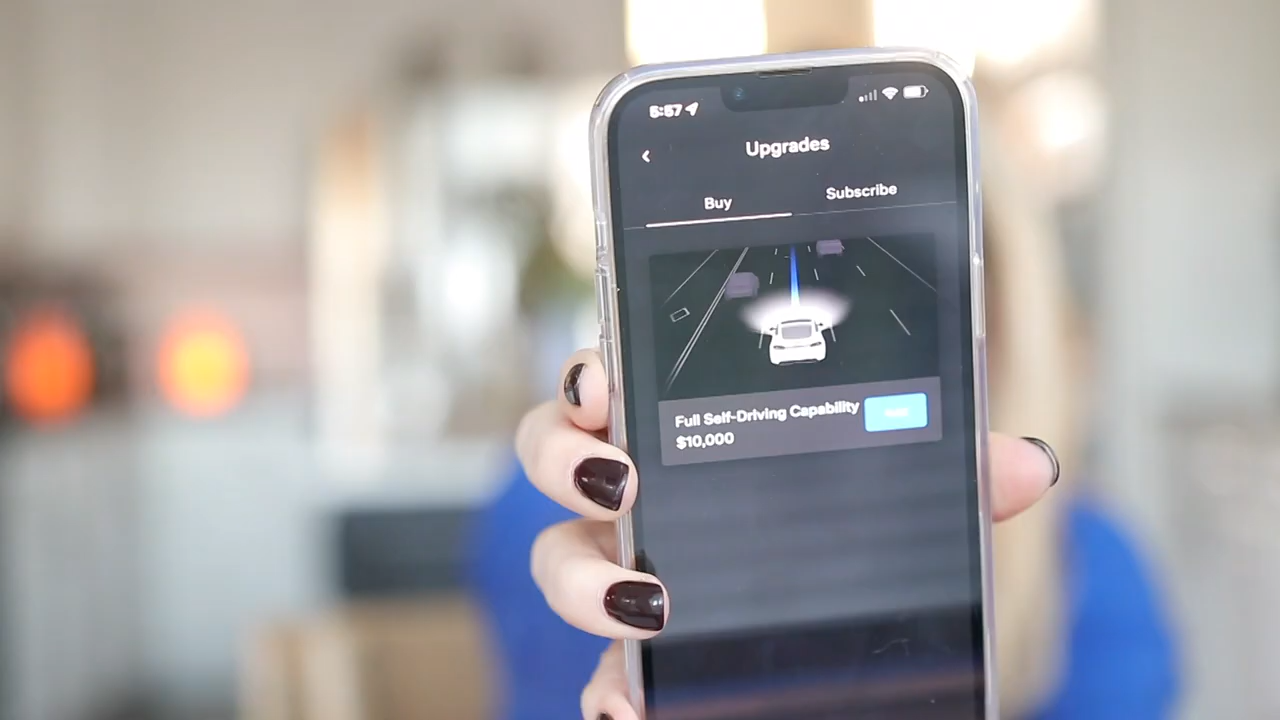 5:57
Upgrades
Buy
Subscribe
Full Self-Driving Capability
$10,000